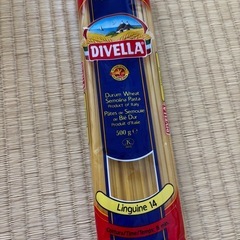 DIVELLA
Durum Wheat
Semolina Pasta
Product of Italy
Pâtes de Semoule
de Blé Dur
Produit d'Italie
500 g e
Linguine 14